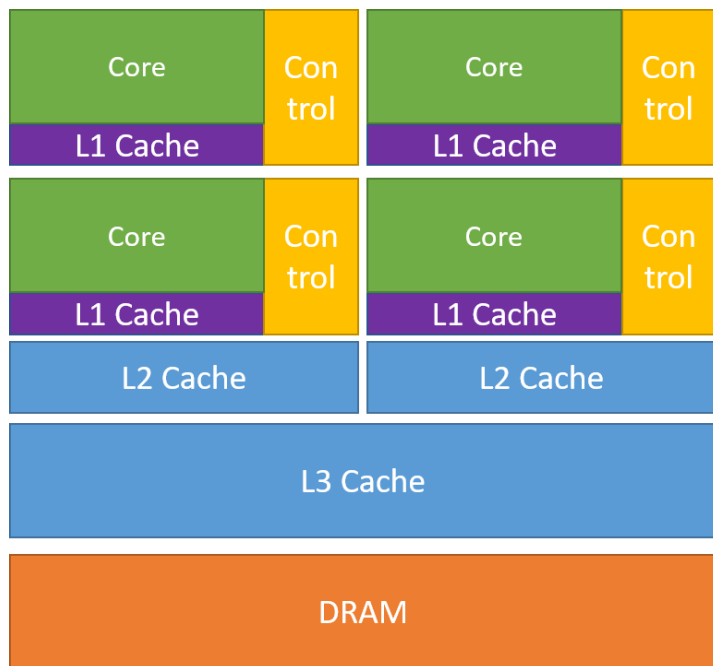 Core
Con
trol
L1 Cache
Core
Con
trol
L1 Cache
Core
Con
trol
L1 Cache
Core
Con
trol
L1 Cache
L2 Cache
L2 Cache
L3 Cache
DRAM